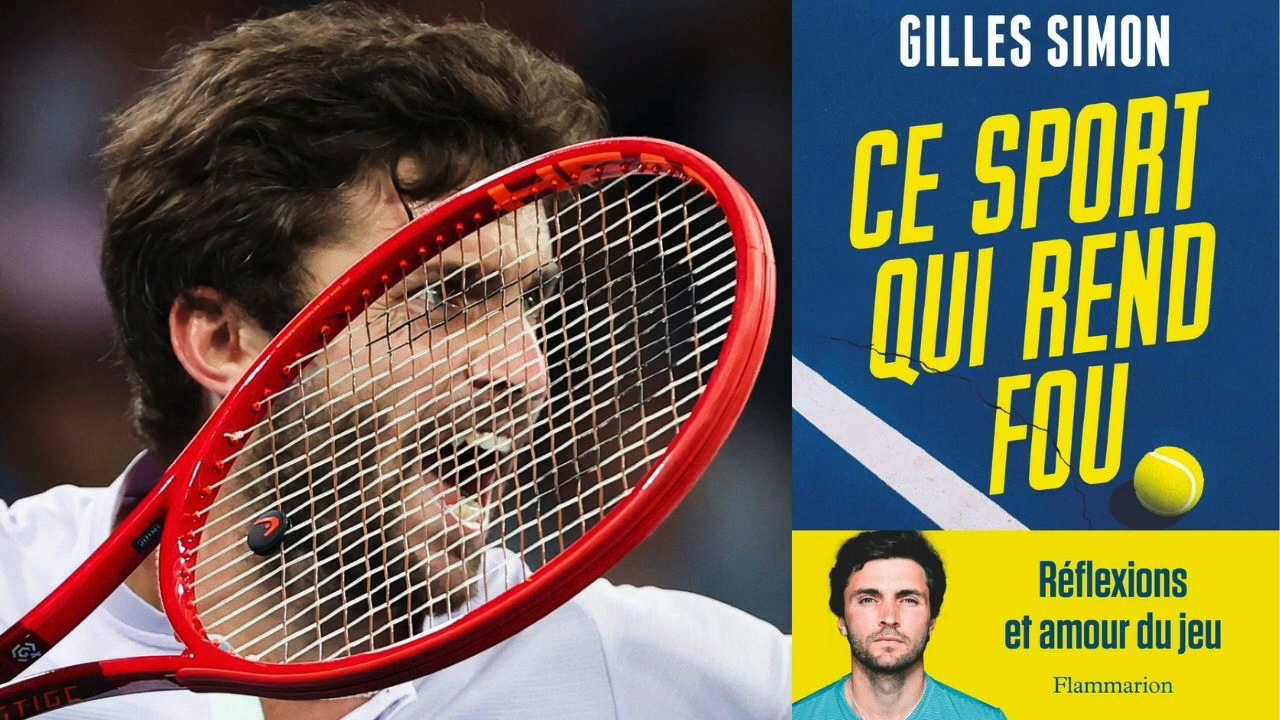 GILLES SIMON
CE SPORT
QUI REND
FOU
Réflexions
et amour du jeu
Flammarion